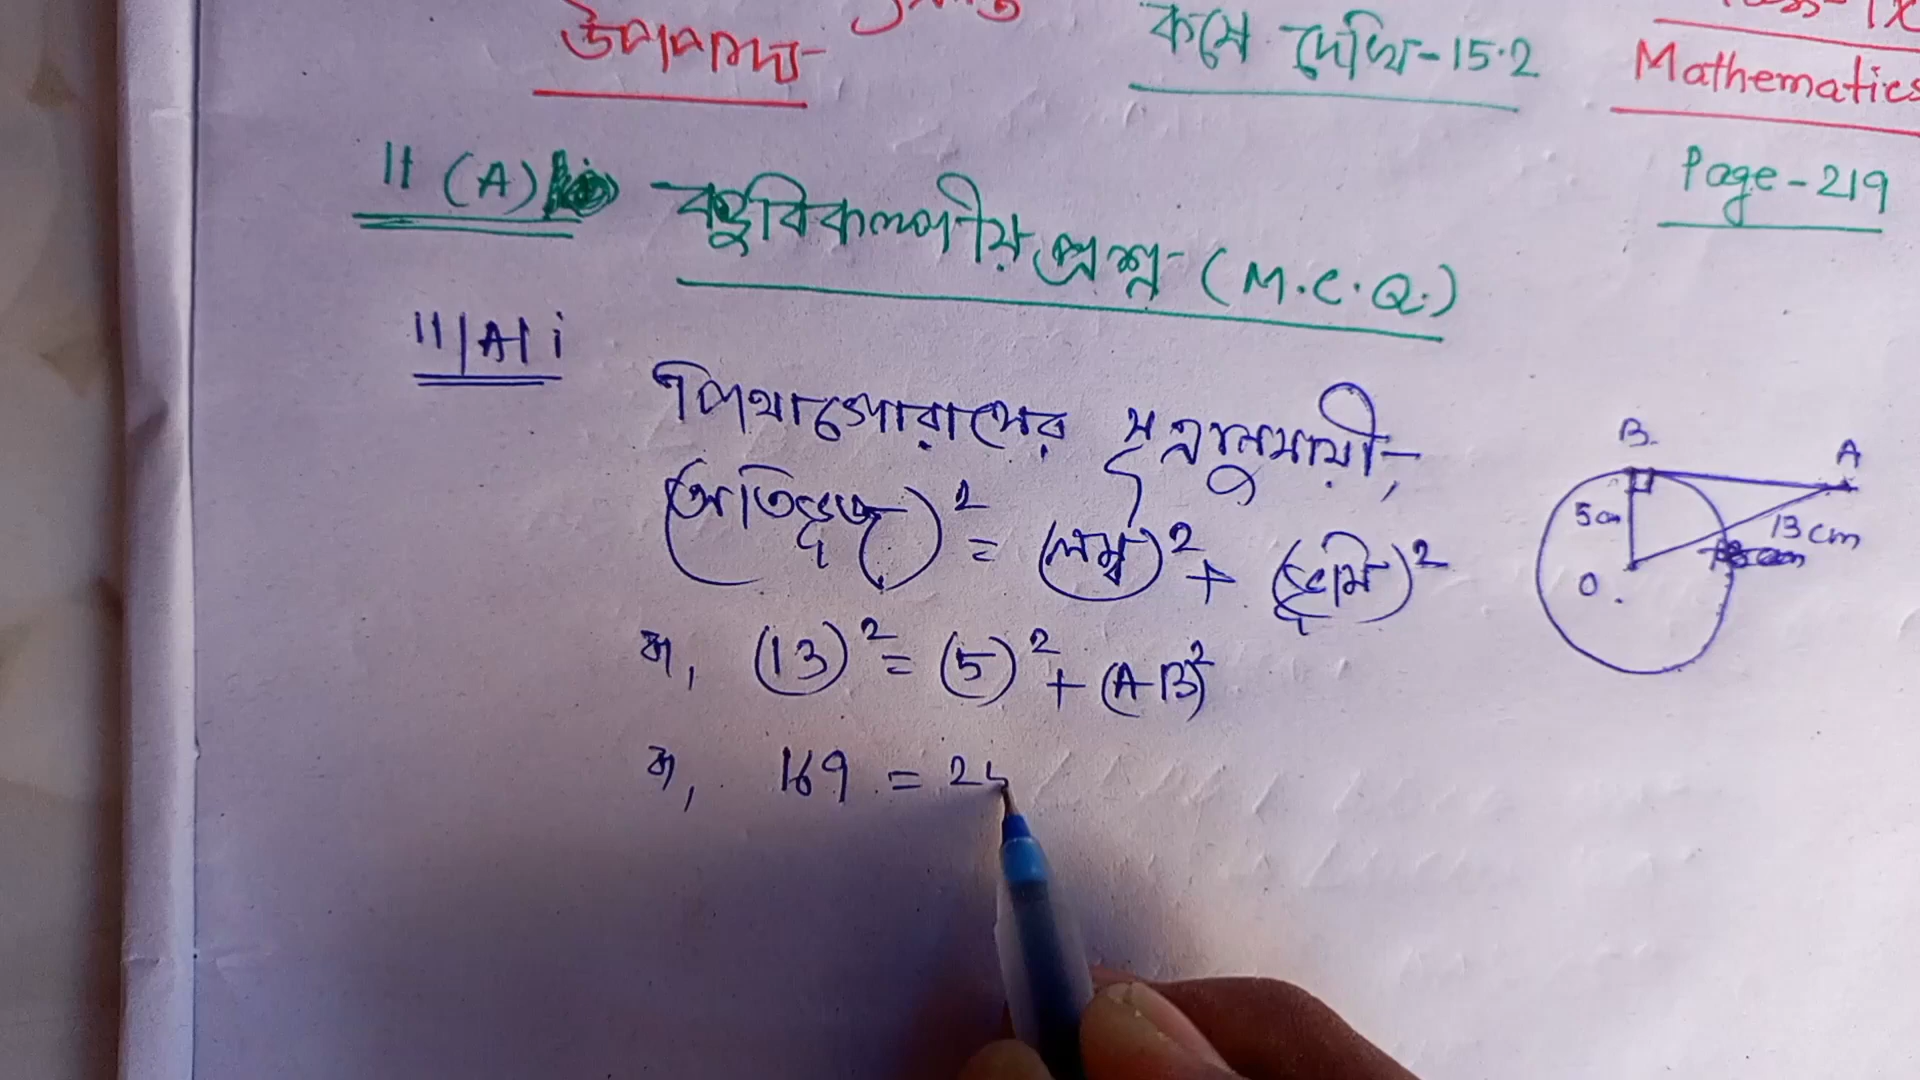 উপপাদ্য-
কষে দেখি-15.2
Mathematics
Page-219
11 (A) বহুবিকল্পীয় প্রশ্ন- (M.C.Q.)
11|A| i
পিথাগোরাসের সূত্রানুযায়ী,
(অতিভূজ)² = (লম্ব)² + (ভূমি)²
বা, (13)² = (5)² + (AB)²
বা, 169 = 25
B
A
5cm
13cm
O